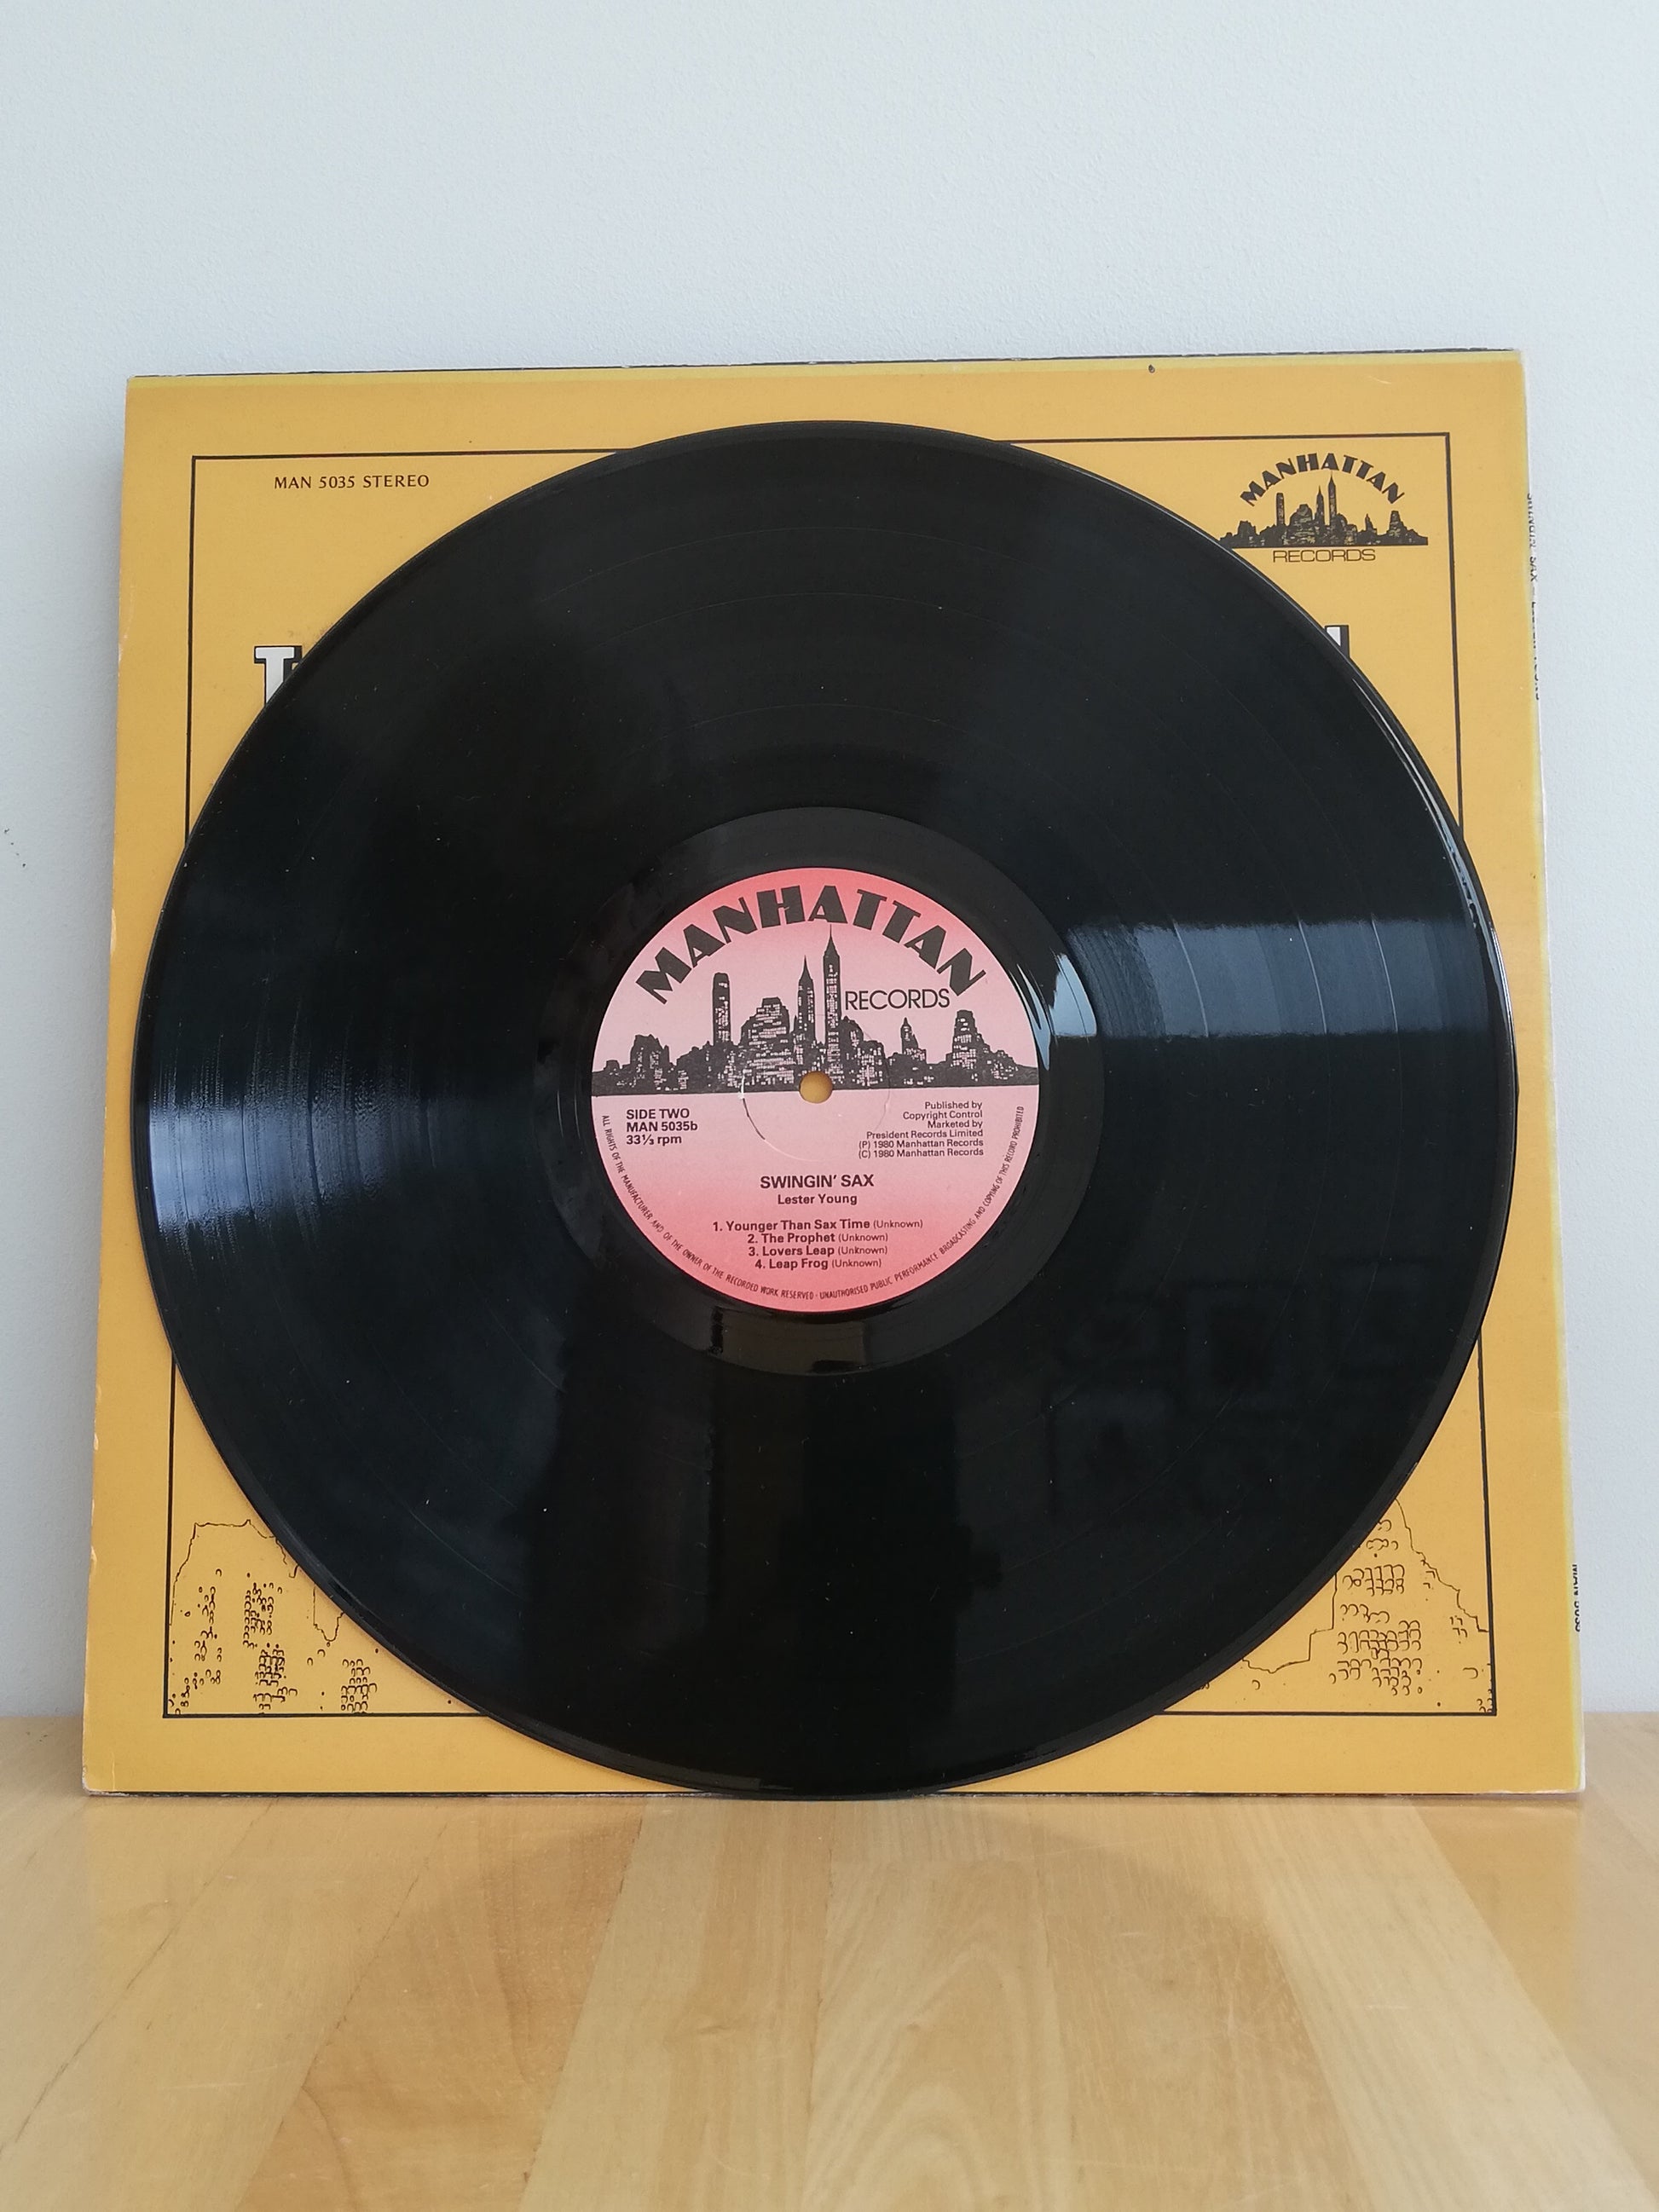 MAN 5035 STEREO
MANHATTAN
RECORDS
MANHATTAN
RECORDS
SIDE TWO
MAN 5035b
33⅓ rpm
Published by
Copyright Control
Marketed by
President Records Limited
(P) 1980 Manhattan Records
(C) 1980 Manhattan Records
SWINGIN' SAX
Lester Young
1. Younger Than Sax Time (Unknown)
2. The Prophet (Unknown)
3. Lovers Leap (Unknown)
4. Leap Frog (Unknown)
ALL RIGHTS OF THE MANUFACTURER AND OF THE OWNER OF THE RECORDED WORK RESERVED · UNAUTHORISED PUBLIC PERFORMANCE BROADCASTING AND COPYING OF THIS RECORD PROHIBITED